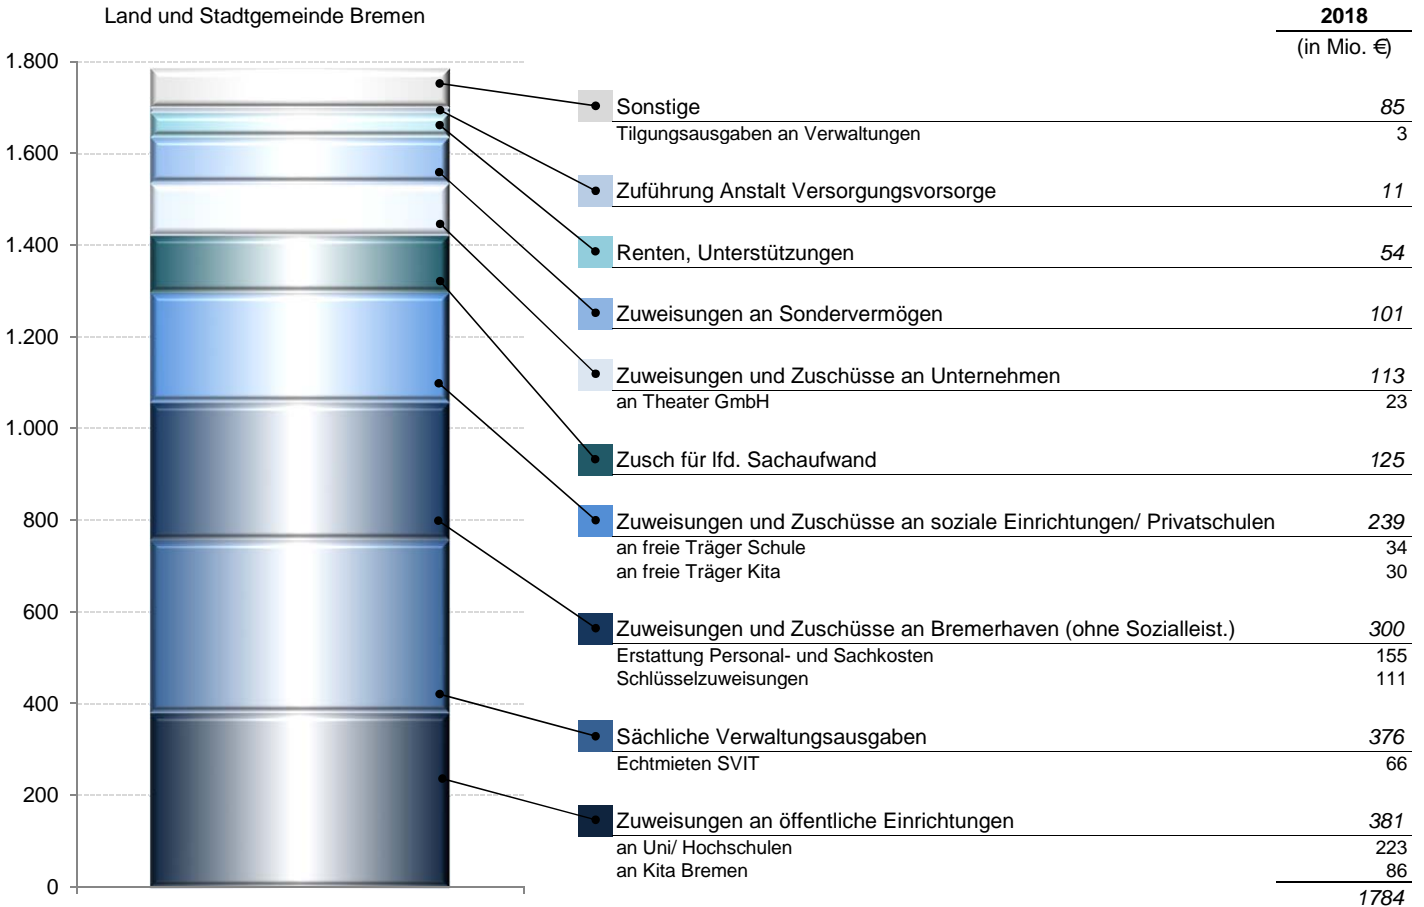 Land und Stadtgemeinde Bremen
2018
(in Mio. €)
1.800
1.600
1.400
1.200
1.000
800
600
400
200
0
Sonstige 85
Tilgungsausgaben an Verwaltungen 3
Zuführung Anstalt Versorgungsvorsorge 11
Renten, Unterstützungen 54
Zuweisungen an Sondervermögen 101
Zuweisungen und Zuschüsse an Unternehmen 113
an Theater GmbH 23
Zusch für lfd. Sachaufwand 125
Zuweisungen und Zuschüsse an soziale Einrichtungen/ Privatschulen 239
an freie Träger Schule 34
an freie Träger Kita 30
Zuweisungen und Zuschüsse an Bremerhaven (ohne Sozialleist.) 300
Erstattung Personal- und Sachkosten 155
Schlüsselzuweisungen 111
Sächliche Verwaltungsausgaben 376
Echtmieten SVIT 66
Zuweisungen an öffentliche Einrichtungen 381
an Uni/ Hochschulen 223
an Kita Bremen 86
1784